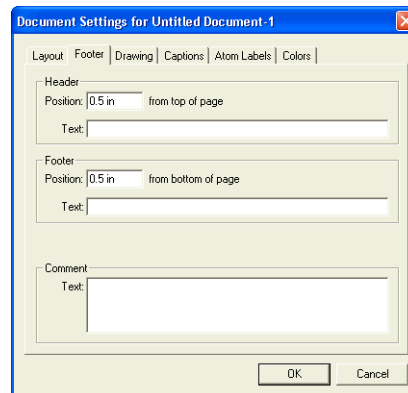 Document Settings for Untitled Document-1
Layout Footer Drawing Captions Atom Labels Colors
Header
Position: 0.5 in from top of page
Text:
Footer
Position: 0.5 in from bottom of page
Text:
Comment
Text:
OK Cancel